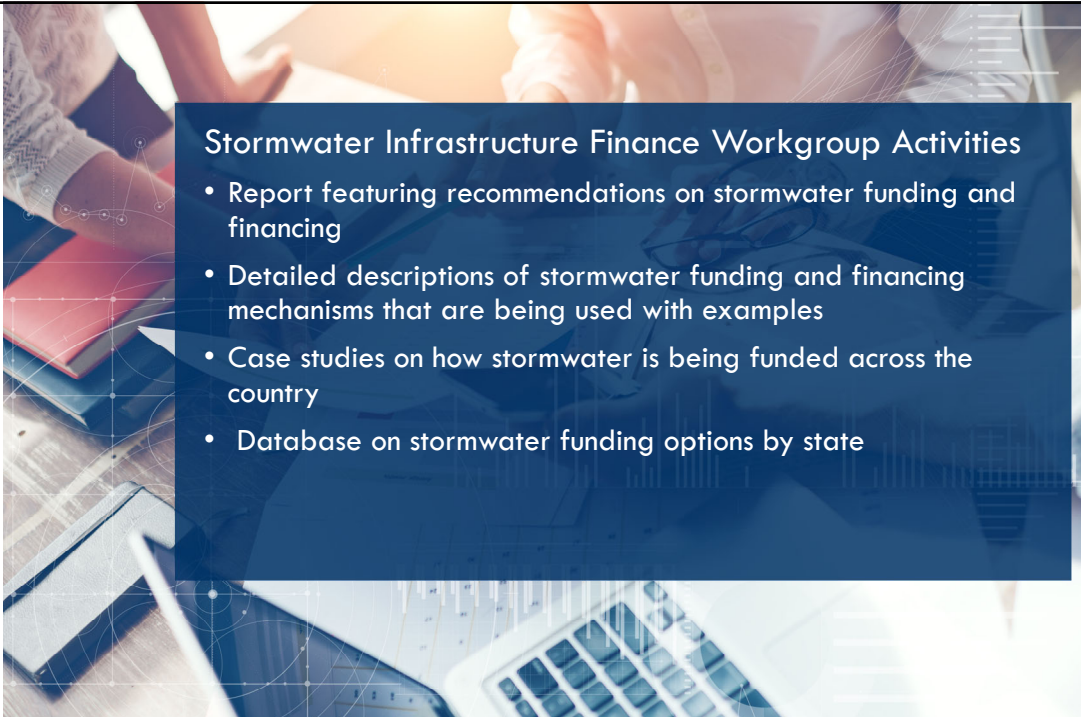 Stormwater Infrastructure Finance Workgroup Activities
• Report featuring recommendations on stormwater funding and
financing
• Detailed descriptions of stormwater funding and financing
mechanisms that are being used with examples
• Case studies on how stormwater is being funded across the
country
• Database on stormwater funding options by state